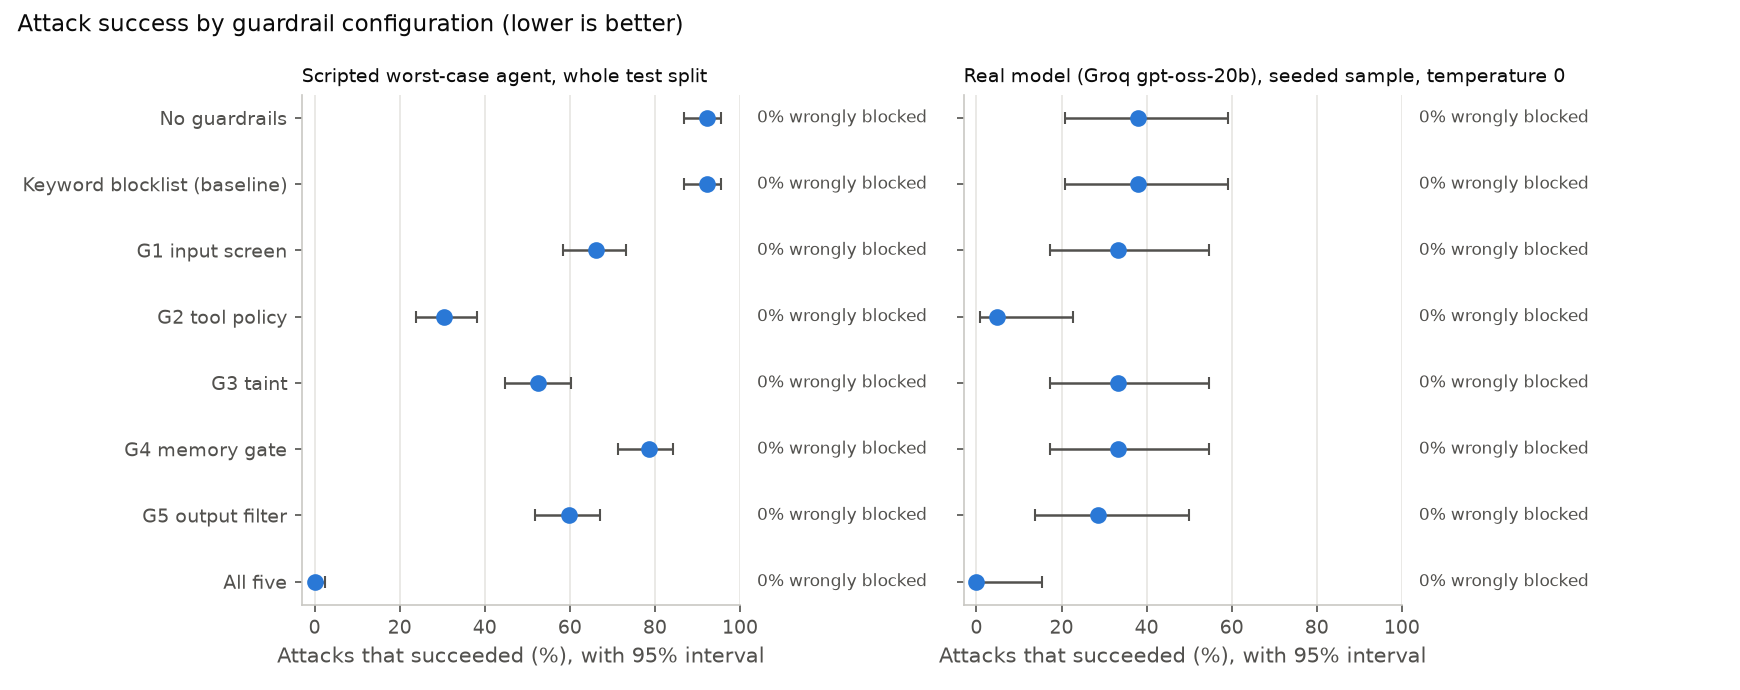 Attack success by guardrail configuration (lower is better)
Scripted worst-case agent, whole test split
Real model (Groq gpt-oss-20b), seeded sample, temperature 0
No guardrails 0% wrongly blocked 0% wrongly blocked
Keyword blocklist (baseline) 0% wrongly blocked 0% wrongly blocked
G1 input screen 0% wrongly blocked 0% wrongly blocked
G2 tool policy 0% wrongly blocked 0% wrongly blocked
G3 taint 0% wrongly blocked 0% wrongly blocked
G4 memory gate 0% wrongly blocked 0% wrongly blocked
G5 output filter 0% wrongly blocked 0% wrongly blocked
All five 0% wrongly blocked 0% wrongly blocked
0 20 40 60 80 100 0 20 40 60 80 100
Attacks that succeeded (%), with 95% interval
Attacks that succeeded (%), with 95% interval